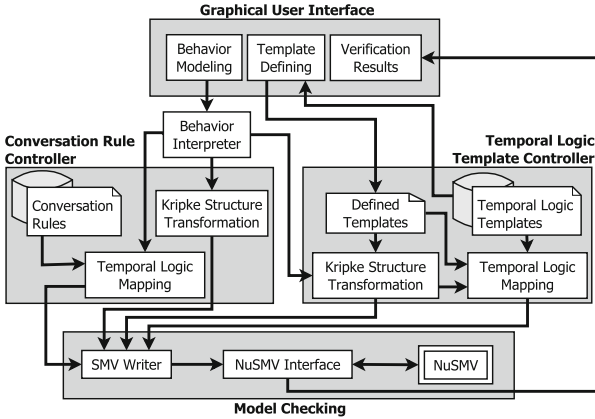 Graphical User Interface
Behavior
Modeling
Template
Defining
Verification
Results
Behavior
Interpreter
Conversation Rule
Controller
Temporal Logic
Template Controller
Conversation
Rules
Kripke Structure
Transformation
Defined
Templates
Temporal Logic
Templates
Temporal Logic
Mapping
Kripke Structure
Transformation
Temporal Logic
Mapping
SMV Writer
NuSMV Interface
NuSMV
Model Checking